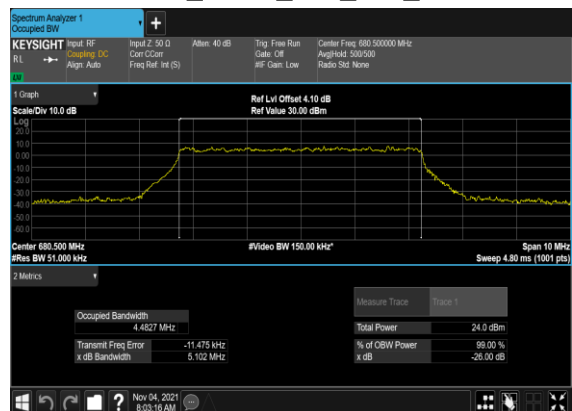 Spectrum Analyzer 1
Occupied BW
+
KEYSIGHT Input: RF Input Z: 50 Ω Atten: 40 dB Trig: Free Run Center Freq: 680.500000 MHz
RL Coupling: DC Corr CCorr Gate: Off Avg|Hold: 500/500
Align: Auto Freq Ref: Int (S) #IF Gain: Low Radio Std: None
1 Graph
Ref Lvl Offset 4.10 dB
Scale/Div 10.0 dB Ref Value 30.00 dBm
Log
20.0
10.0
0.00
-10.0
-20.0
-30.0
-40.0
-50.0
-60.0
Center 680.500 MHz #Video BW 150.00 kHz* Span 10 MHz
#Res BW 51.000 kHz Sweep 4.80 ms (1001 pts)
2 Metrics
Measure Trace Trace 1
Occupied Bandwidth
4.4827 MHz Total Power 24.0 dBm
Transmit Freq Error -11.475 kHz % of OBW Power 99.00 %
x dB Bandwidth 5.102 MHz x dB -26.00 dB
? Nov 04, 2021
8:03:16 AM